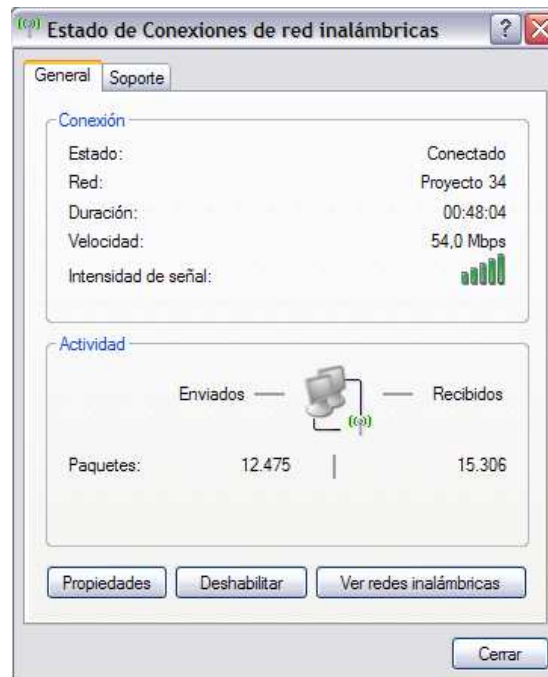 Estado de Conexiones de red inalámbricas
General Soporte
Conexión
Estado: Conectado
Red: Proyecto 34
Duración: 00:48:04
Velocidad: 54,0 Mbps
Intensidad de señal:
Actividad
Enviados Recibidos
Paquetes: 12.475 15.306
Propiedades Deshabilitar Ver redes inalámbricas
Cerrar